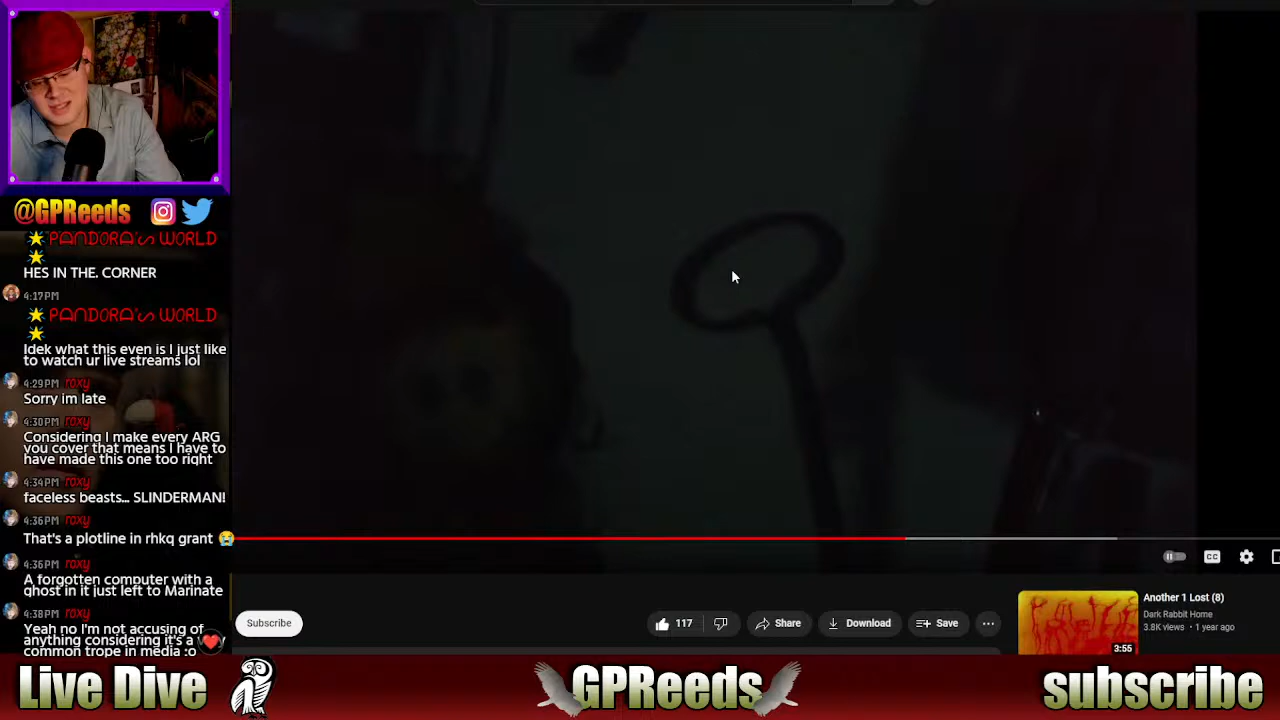 @GPReeds
PANDORA'S WORLD
HES IN THE. CORNER
4:17PM
PANDORA'S WORLD
Idek what this even is I just like
to watch ur live streams lol
4:29PM roxy
Sorry im late
4:30PM roxy
Considering I make every ARG
you cover that means I have to
have made this one too right
4:34PM roxy
faceless beasts... SLINDERMAN!
4:36PM roxy
That's a plotline in rhkq grant 😭
4:36PM roxy
A forgotten computer with a
ghost in it just left to Marinate
4:38PM roxy
Yeah no I'm not accusing of
anything considering it's a very
common trope in media :o
CC
Subscribe
117
Share
Download
Save
Another 1 Lost (8)
Dark Rabbit Home
3.8K views • 1 year ago
3:55
Live Dive
GPReeds
subscribe